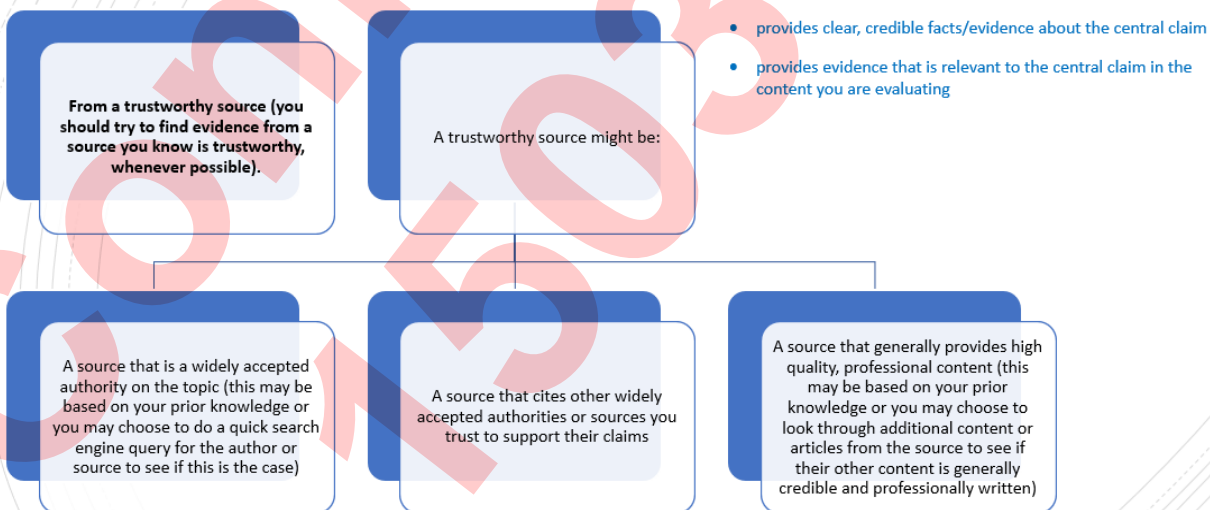 • provides clear, credible facts/evidence about the central claim
• provides evidence that is relevant to the central claim in the
content you are evaluating
From a trustworthy source (you
should try to find evidence from a
source you know is trustworthy,
whenever possible).
A trustworthy source might be:
A source that is a widely accepted
authority on the topic (this may be
based on your prior knowledge or
you may choose to do a quick search
engine query for the author or
source to see if this is the case)
A source that cites other widely
accepted authorities or sources you
trust to support their claims
A source that generally provides high
quality, professional content (this
may be based on your prior
knowledge or you may choose to
look through additional content or
articles from the source to see if
their other content is generally
credible and professionally written)